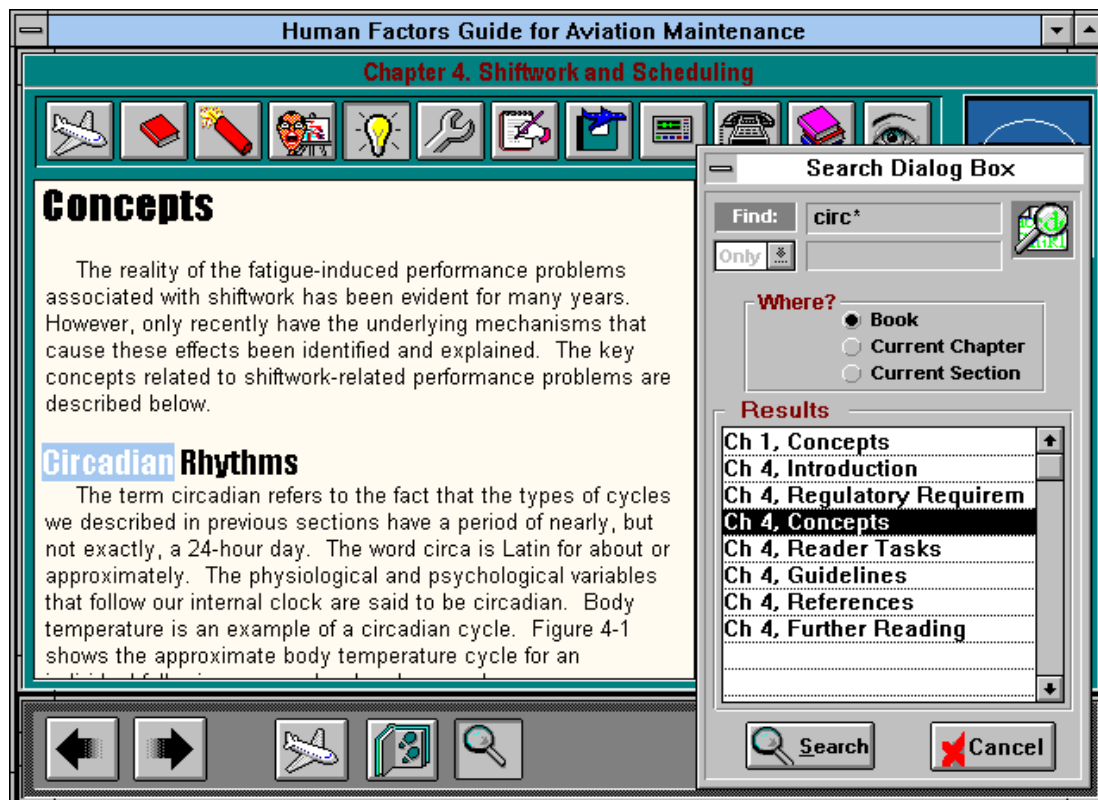 Human Factors Guide for Aviation Maintenance
Chapter 4. Shiftwork and Scheduling
Concepts
The reality of the fatigue-induced performance problems
associated with shiftwork has been evident for many years.
However, only recently have the underlying mechanisms that
cause these effects been identified and explained. The key
concepts related to shiftwork-related performance problems are
described below.
Circadian Rhythms
The term circadian refers to the fact that the types of cycles
we described in previous sections have a period of nearly, but
not exactly, a 24-hour day. The word circa is Latin for about or
approximately. The physiological and psychological variables
that follow our internal clock are said to be circadian. Body
temperature is an example of a circadian cycle. Figure 4-1
shows the approximate body temperature cycle for an
Search Dialog Box
Find: circ*
Only
Where?
Book
Current Chapter
Current Section
Results
Ch 1, Concepts
Ch 4, Introduction
Ch 4, Regulatory Requirem
Ch 4, Concepts
Ch 4, Reader Tasks
Ch 4, Guidelines
Ch 4, References
Ch 4, Further Reading
Search
Cancel